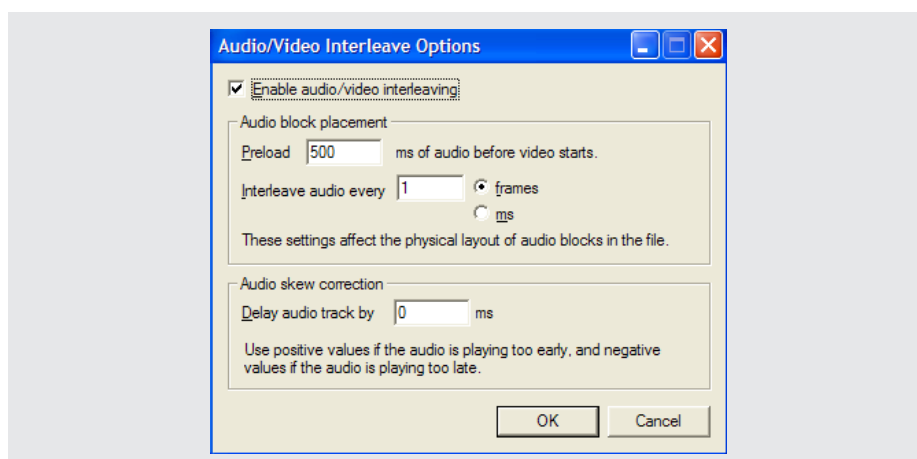 Audio/Video Interleave Options
Enable audio/video interleaving
Audio block placement
Preload 500 ms of audio before video starts.
Interleave audio every 1 frames
ms
These settings affect the physical layout of audio blocks in the file.
Audio skew correction
Delay audio track by 0 ms
Use positive values if the audio is playing too early, and negative
values if the audio is playing too late.
OK Cancel